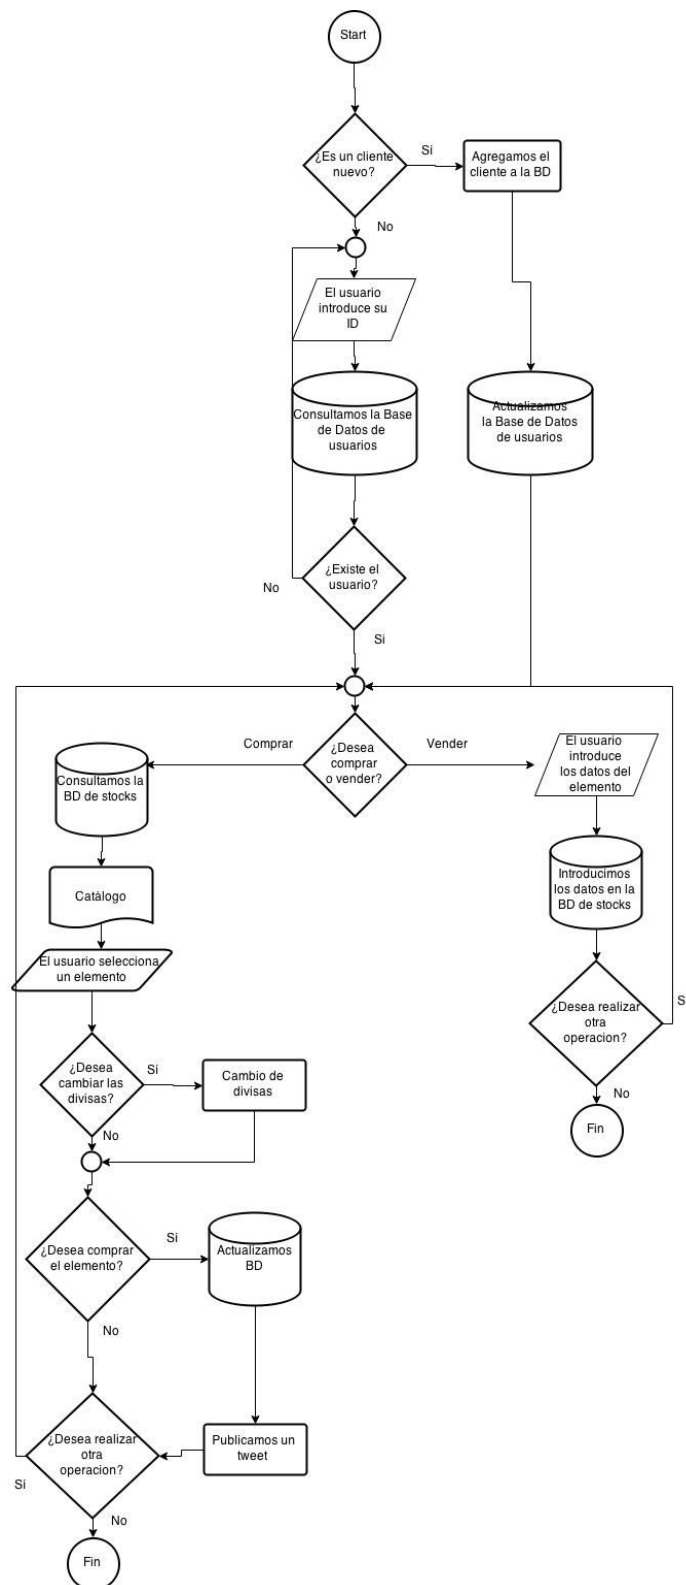 Start
¿Es un cliente
nuevo?
Sí
Agregamos el
cliente a la BD
No
El usuario
introduce su
ID
Consultamos la Base
de Datos de
usuarios
Actualizamos
la Base de Datos
de usuarios
¿Existe el
usuario?
No
Sí
Comprar
¿Desea
comprar
o vender?
Vender
El usuario
introduce
los datos del
elemento
Consultamos la
BD de stocks
Introducimos
los datos en la
BD de stocks
Catálogo
El usuario selecciona
un elemento
¿Desea realizar
otra
operacion?
S
No
Fin
¿Desea
cambiar las
divisas?
Sí
Cambio de
divisas
No
¿Desea comprar
el elemento?
Sí
Actualizamos
BD
No
¿Desea realizar
otra
operacion?
Publicamos un
tweet
Sí
No
Fin